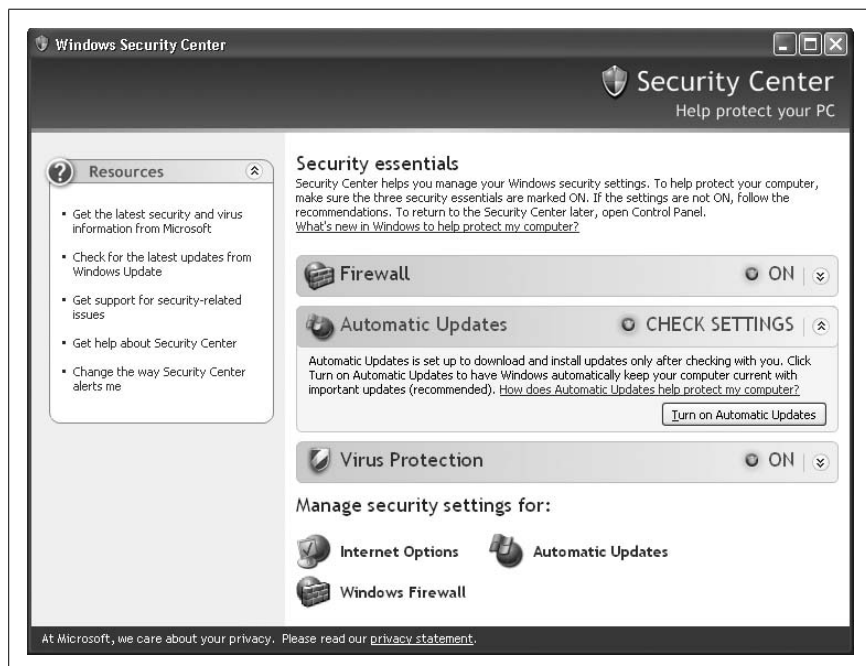 Windows Security Center
Security Center
Help protect your PC
Resources
Get the latest security and virus
information from Microsoft
Check for the latest updates from
Windows Update
Get support for security-related
issues
Get help about Security Center
Change the way Security Center
alerts me
Security essentials
Security Center helps you manage your Windows security settings. To help protect your computer,
make sure the three security essentials are marked ON. If the settings are not ON, follow the
recommendations. To return to the Security Center later, open Control Panel.
What's new in Windows to help protect my computer?
Firewall ON
Automatic Updates CHECK SETTINGS
Automatic Updates is set up to download and install updates only after checking with you. Click
Turn on Automatic Updates to have Windows automatically keep your computer current with
important updates (recommended). How does Automatic Updates help protect my computer?
Turn on Automatic Updates
Virus Protection ON
Manage security settings for:
Internet Options Automatic Updates
Windows Firewall
At Microsoft, we care about your privacy. Please read our privacy statement.